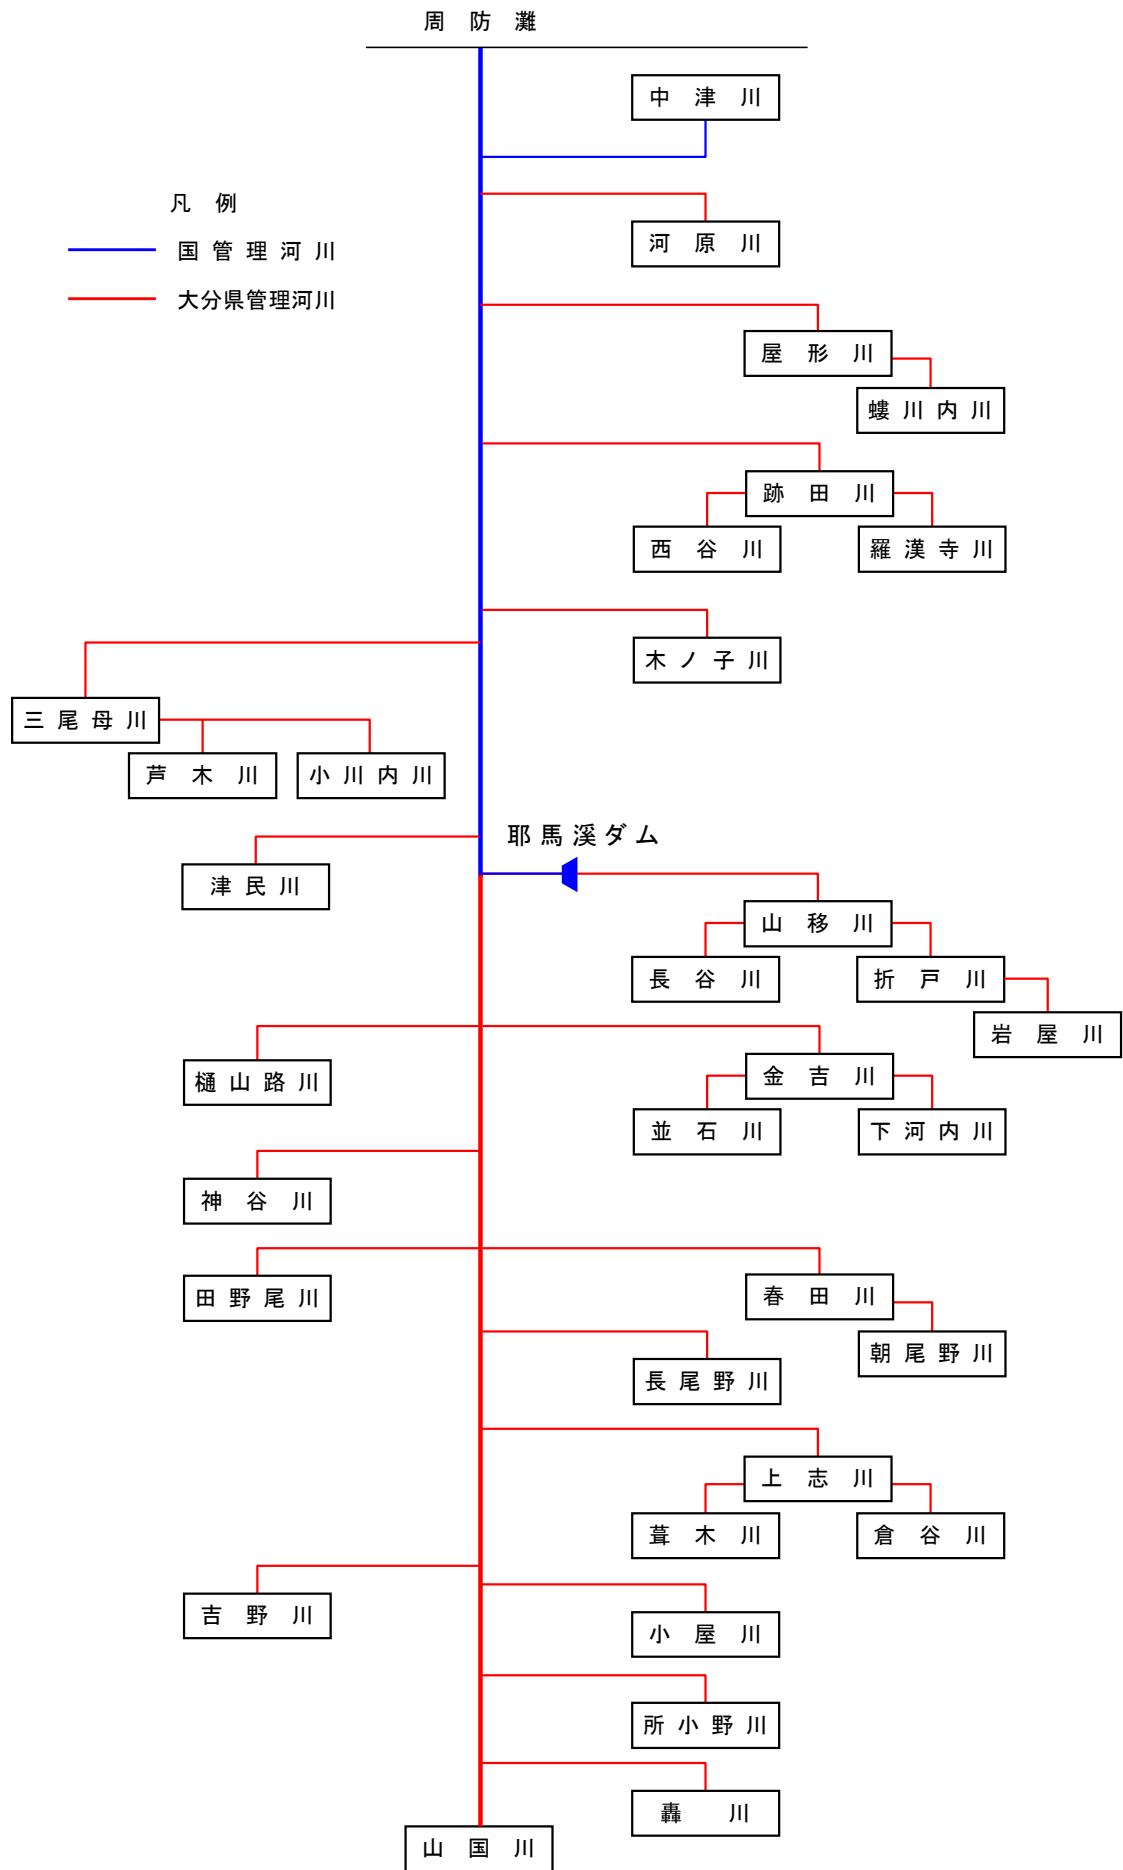 周防灘
中津川
凡例
河原川
国管理河川
大分県管理河川
屋形川
螻川内川
跡田川
西谷川
羅漢寺川
木ノ子川
三尾母川
芦木川
小川内川
耶馬溪ダム
津民川
山移川
長谷川
折戸川
岩屋川
樋山路川
金吉川
並石川
下河内川
神谷川
田野尾川
春田川
朝尾野川
長尾野川
上志川
葺木川
倉谷川
吉野川
小屋川
所小野川
轟川
山国川